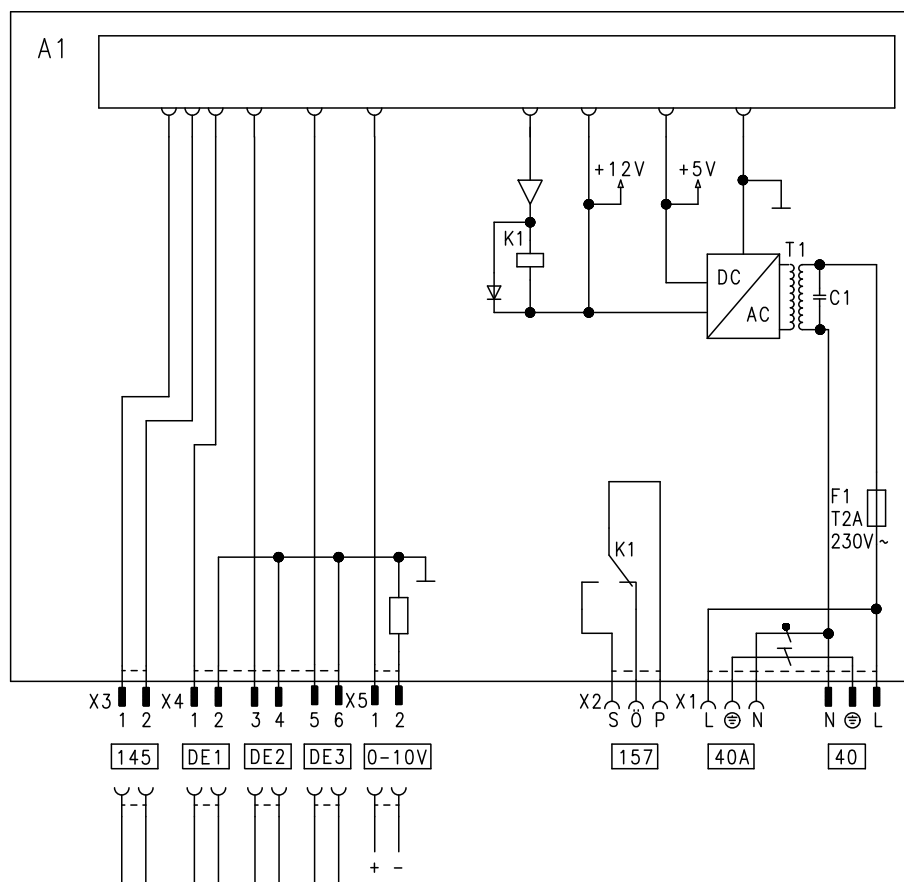 A1
+12V +5V
K1 T1
DC
C1
AC
F1
T2A
K1 230V~
X3 X4 X5 X2 X1
1 2 1 2 3 4 5 6 1 2 S Ö P L N N L
145 DE1 DE2 DE3 0-10V 157 40A 40
+ -